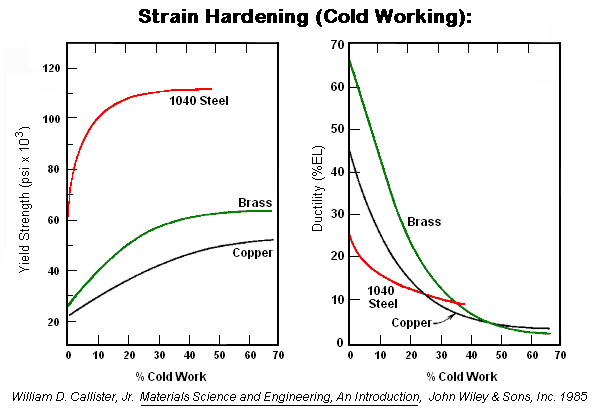 Strain Hardening (Cold Working):
120
100
80
60
40
20
Yield Strength (psi x 10³)
1040 Steel
Brass
Copper
0 10 20 30 40 50 60 70
% Cold Work
70
60
50
40
30
20
10
0
Ductility (%EL)
Brass
1040
Steel
Copper
0 10 20 30 40 50 60 70
% Cold Work
William D. Callister, Jr. Materials Science and Engineering, An Introduction, John Wiley & Sons, Inc. 1985